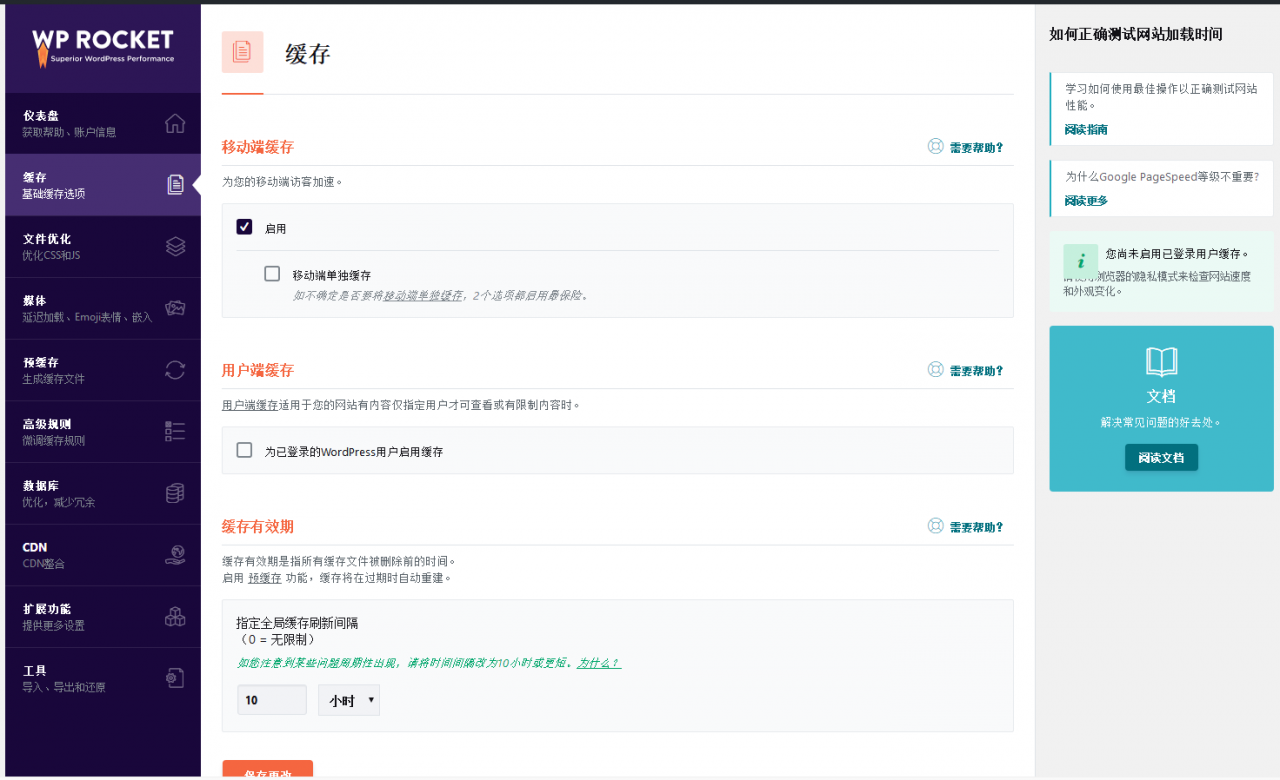 WP ROCKET
Superior WordPress Performance
仪表盘
获取帮助、账户信息
缓存
基础缓存选项
文件优化
优化CSS和JS
媒体
延迟加载、Emoji表情、嵌入
预缓存
生成缓存文件
高级规则
微调缓存规则
数据库
优化，减少冗余
CDN
CDN整合
扩展功能
提供更多设置
工具
导入、导出和还原
缓存
移动端缓存
需要帮助?
为您的移动端访客加速。
启用
移动端单独缓存
如不确定是否要将移动端单独缓存，2个选项都启用最保险。
用户端缓存
需要帮助?
用户端缓存适用于您的网站有内容仅指定用户才可查看或有限制内容时。
为已登录的WordPress用户启用缓存
缓存有效期
需要帮助?
缓存有效期是指所有缓存文件被删除前的时间。
启用 预缓存 功能，缓存将在过期时自动重建。
指定全局缓存刷新间隔
（0 = 无限制）
如您注意到某些问题周期性出现，请将时间间隔改为10小时或更短。为什么？
10
小时
保存更改
如何正确测试网站加载时间
学习如何使用最佳操作以正确测试网站
性能。
阅读指南
为什么Google PageSpeed等级不重要?
阅读更多
您尚未启用已登录用户缓存。
请使用浏览器的隐私模式来检查网站速度
和外观变化。
文档
解决常见问题的好去处。
阅读文档